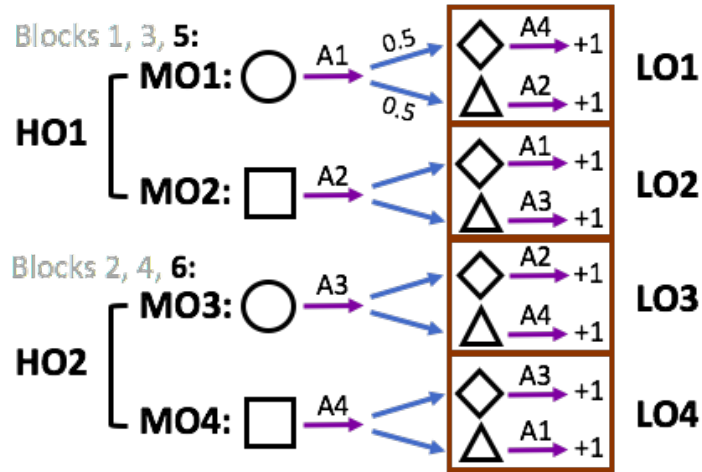 Blocks 1, 3, 5:
MO1: A1 0.5 A4 +1 LO1
0.5 A2 +1
HO1
MO2: A2 A1 +1 LO2
A3 +1
Blocks 2, 4, 6:
MO3: A3 A2 +1 LO3
A4 +1
HO2
MO4: A4 A3 +1 LO4
A1 +1